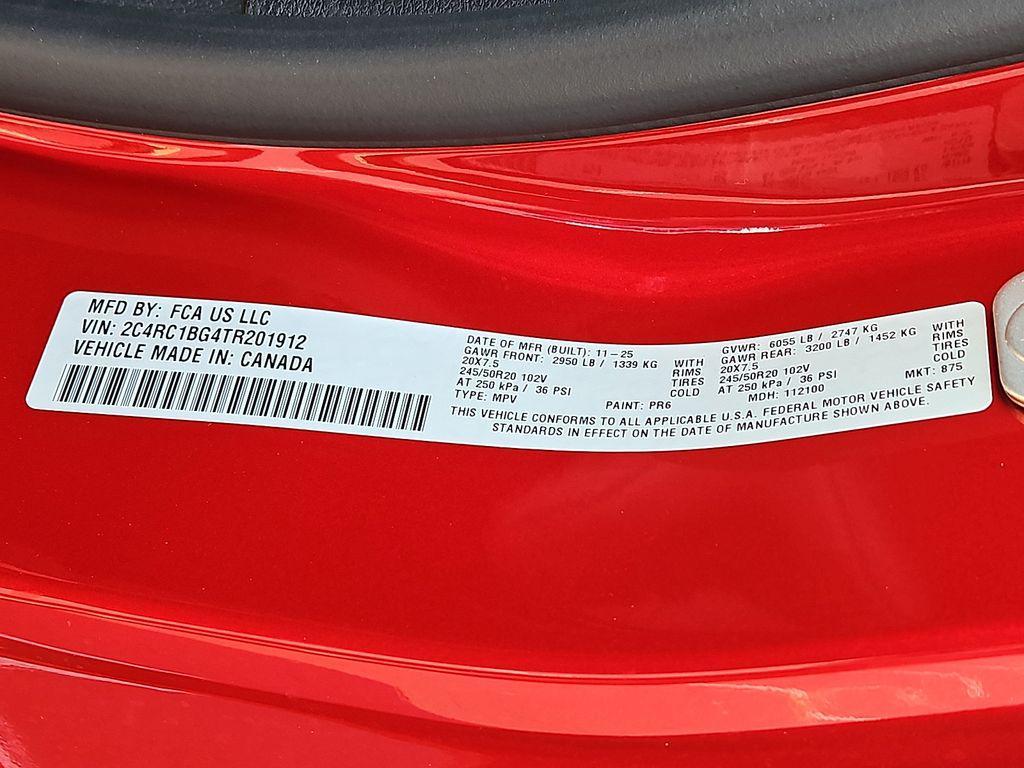 MFD BY: FCA US LLC
VIN: 2C4RC1BG4TR201912
VEHICLE MADE IN: CANADA
DATE OF MFR (BUILT): 11-25
GAWR FRONT: 2950 LB / 1339 KG WITH
20X7.5 RIMS
245/50R20 102V TIRES
AT 250 kPa / 36 PSI COLD
TYPE: MPV
PAINT: PR6
GVWR: 6055 LB / 2747 KG
GAWR REAR: 3200 LB / 1452 KG WITH
20X7.5 RIMS
245/50R20 102V TIRES
AT 250 kPa / 36 PSI COLD
MDH: 112100 MKT: 875
THIS VEHICLE CONFORMS TO ALL APPLICABLE U.S.A. FEDERAL MOTOR VEHICLE SAFETY
STANDARDS IN EFFECT ON THE DATE OF MANUFACTURE SHOWN ABOVE.